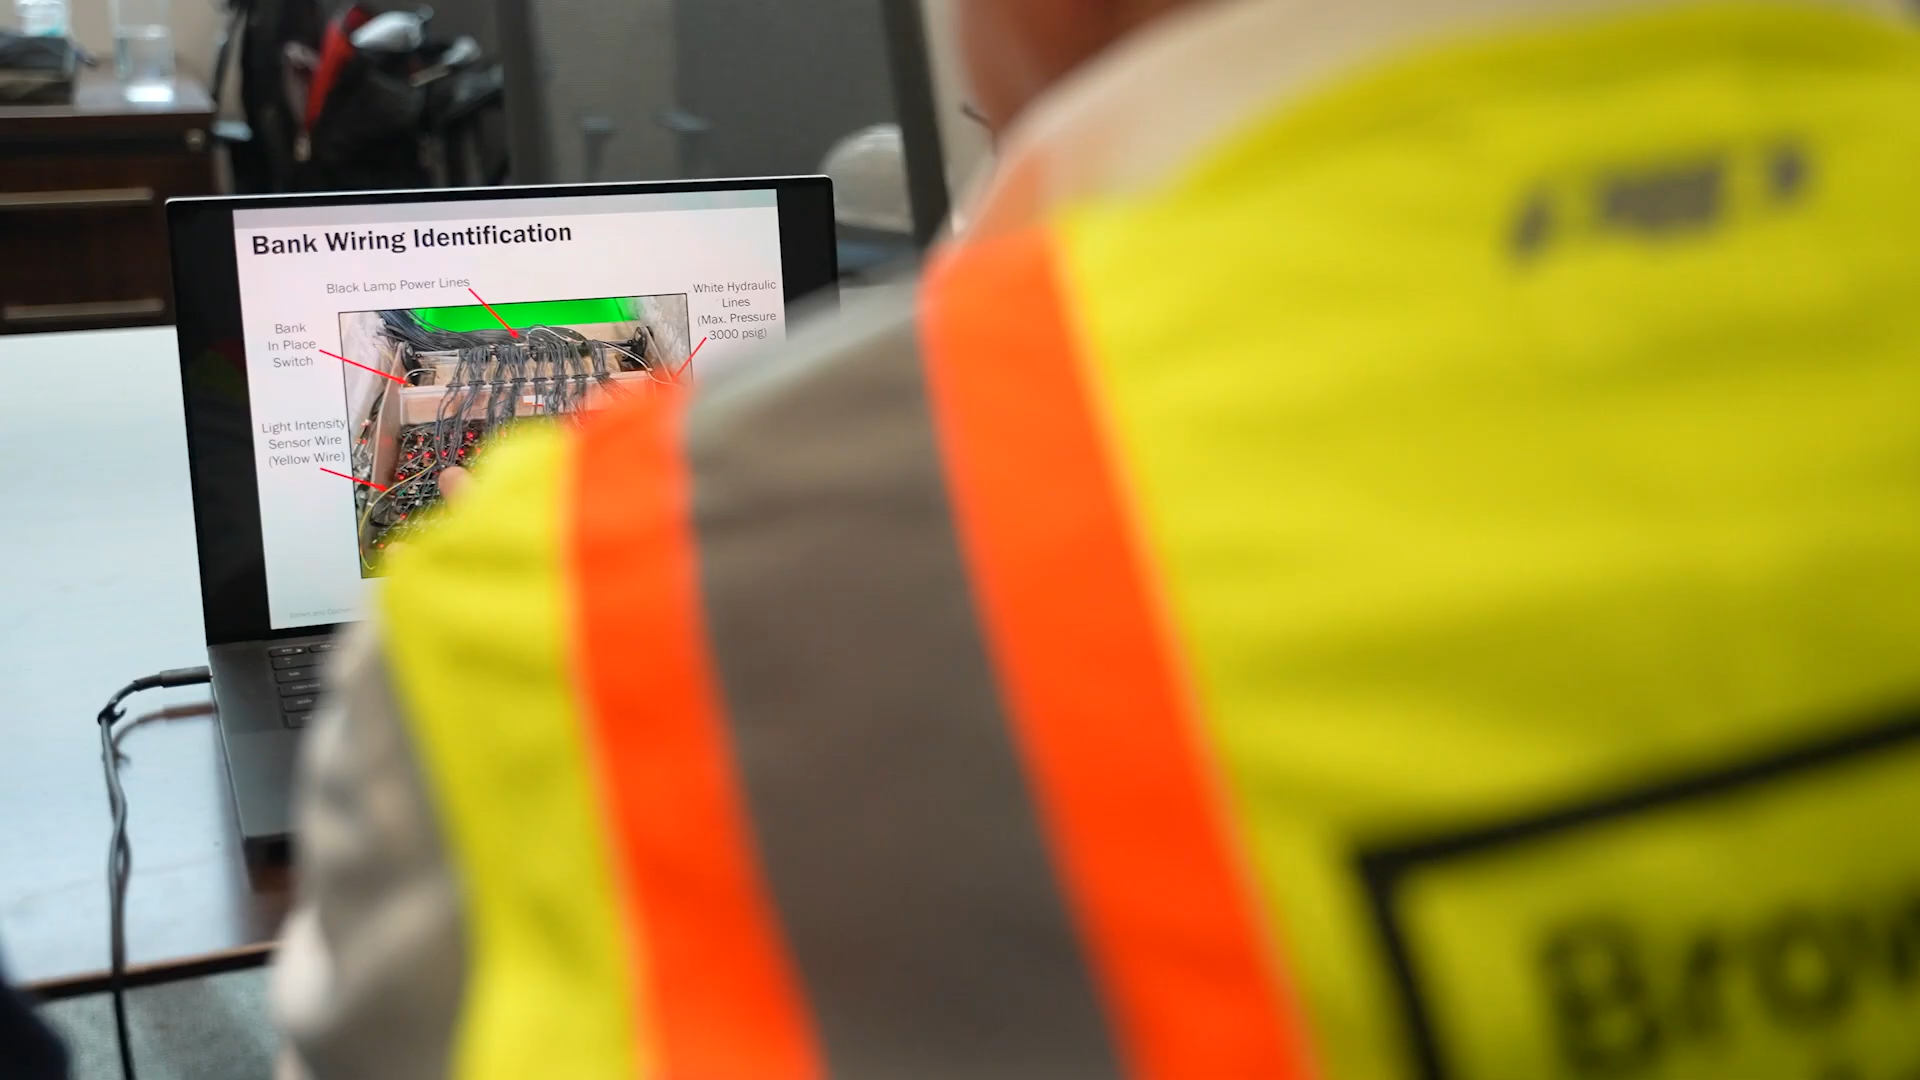 Bank Wiring Identification
Black Lamp Power Lines
White Hydraulic
Lines
(Max. Pressure
3000 psig)
Bank
In Place
Switch
Light Intensity
Sensor Wire
(Yellow Wire)
Brow